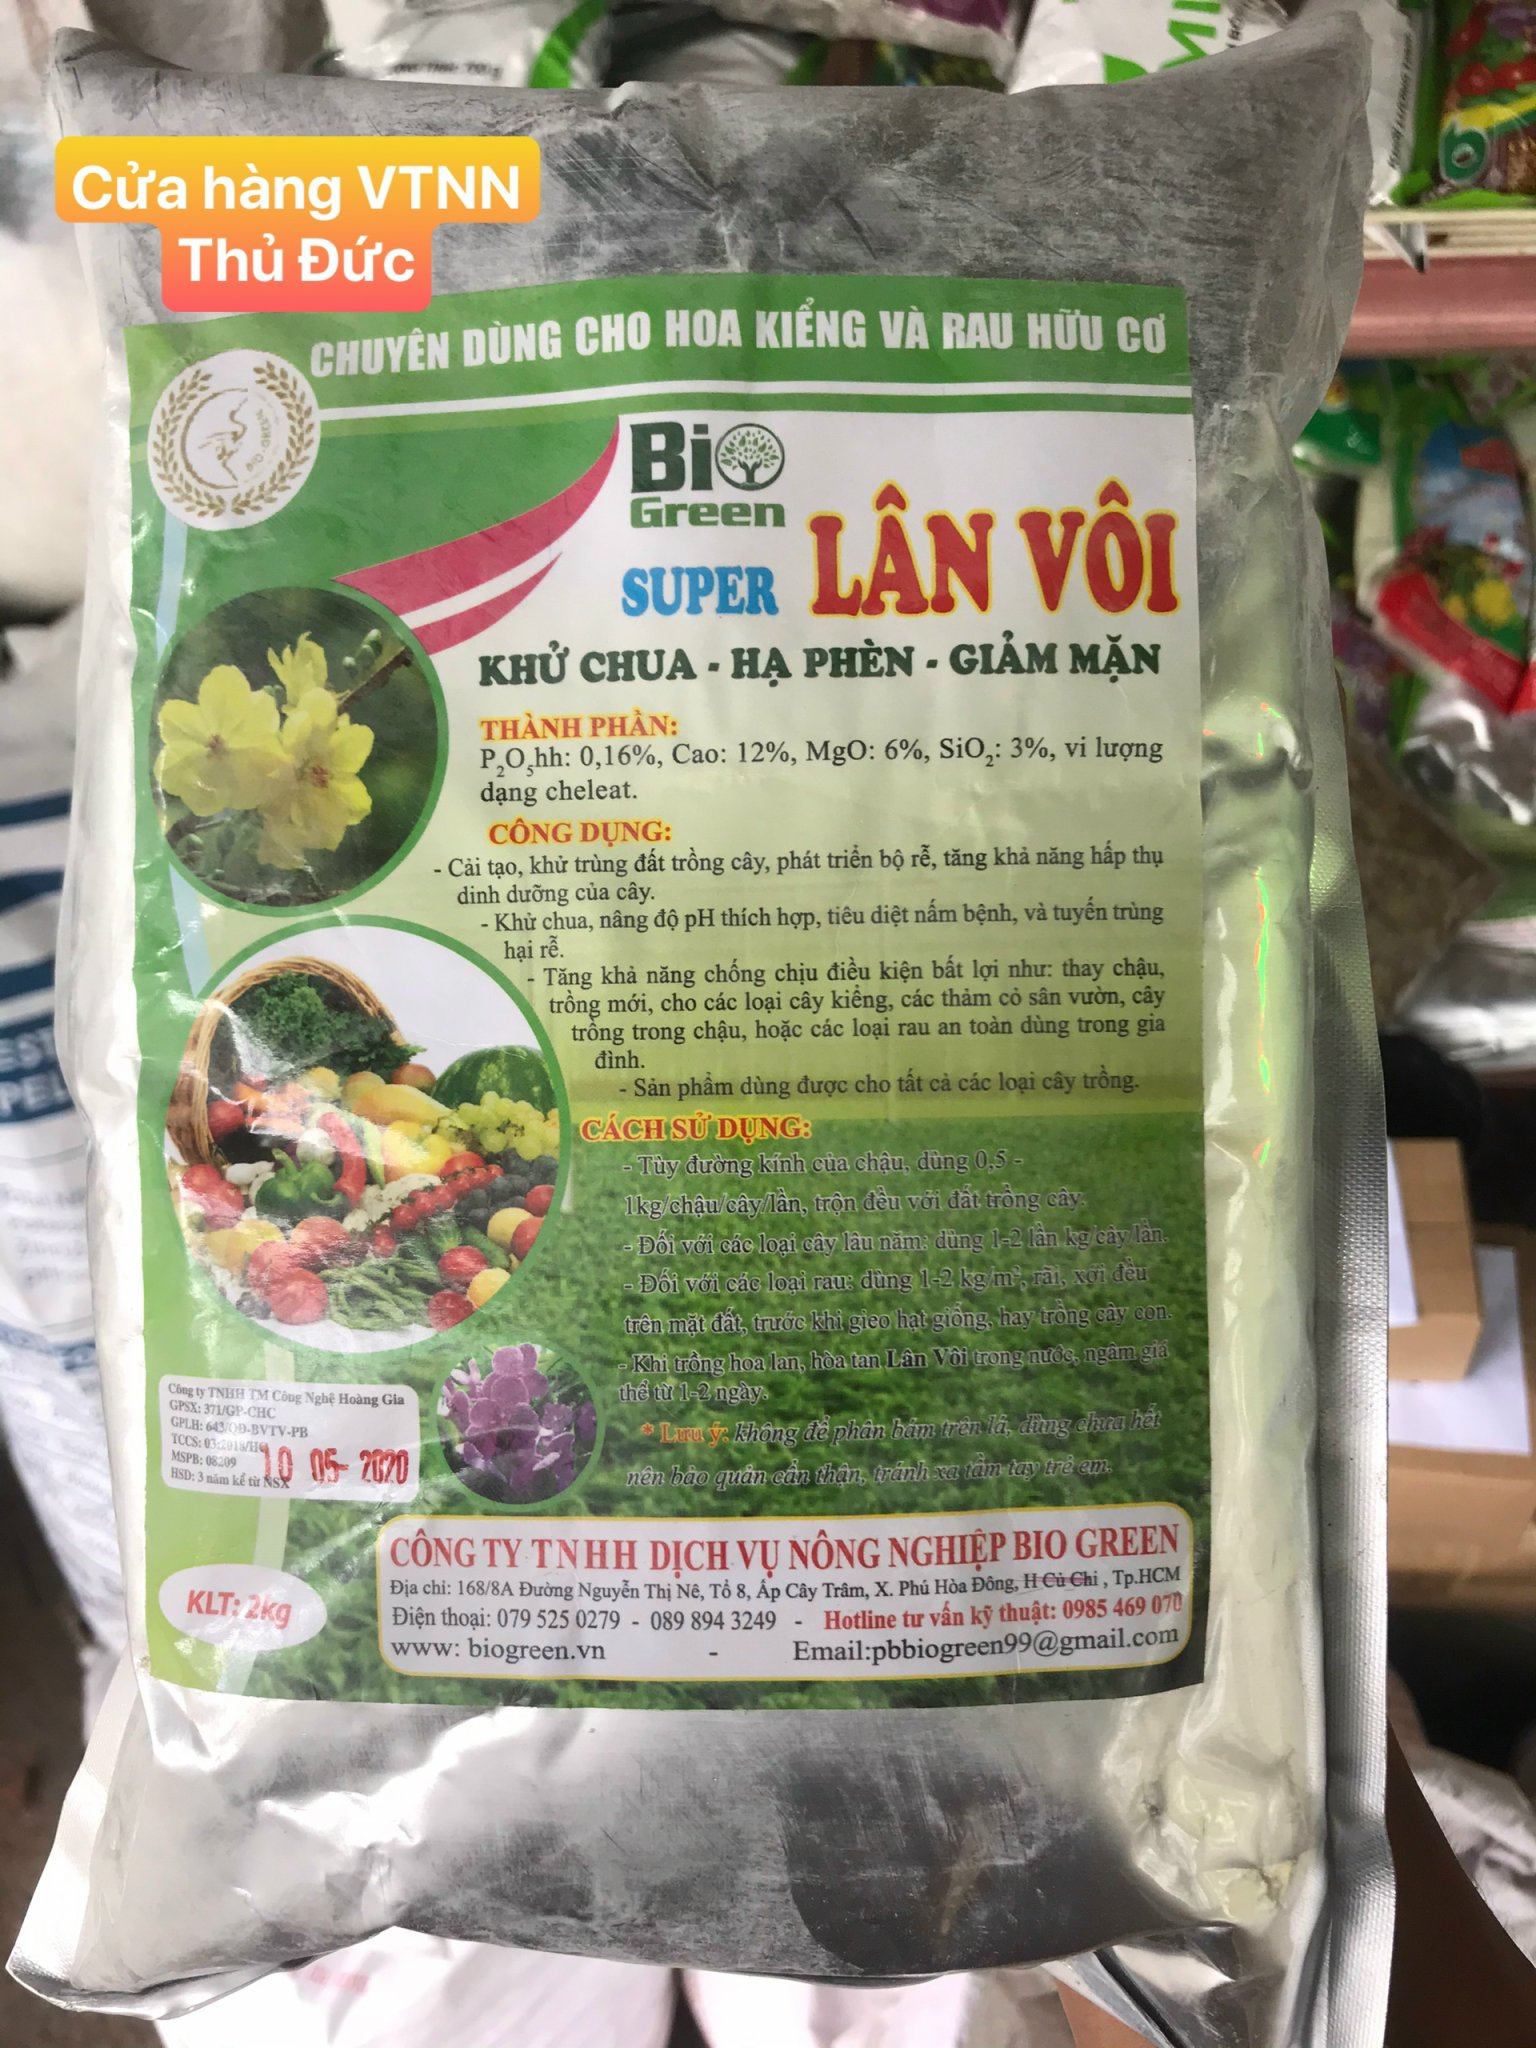 Cửa hàng VTNN
Thủ Đức
CHUYÊN DÙNG CHO HOA KIỂNG VÀ RAU HỮU CƠ
BIO-GREEN
Bio
Green
SUPER LÂN VÔI
KHỬ CHUA - HẠ PHÈN - GIẢM MẶN
THÀNH PHẦN:
P₂O₅hh: 0,16%, Cao: 12%, MgO: 6%, SiO₂: 3%, vi lượng
dạng cheleat.
CÔNG DỤNG:
- Cải tạo, khử trùng đất trồng cây, phát triển bộ rễ, tăng khả năng hấp thụ
dinh dưỡng của cây.
- Khử chua, nâng độ pH thích hợp, tiêu diệt nấm bệnh, và tuyến trùng
hại rễ.
- Tăng khả năng chống chịu điều kiện bất lợi như: thay chậu,
trồng mới, cho các loại cây kiểng, các thảm cỏ sân vườn, cây
trồng trong chậu, hoặc các loại rau an toàn dùng trong gia
đình.
- Sản phẩm dùng được cho tất cả các loại cây trồng.
CÁCH SỬ DỤNG:
- Tùy đường kính của chậu, dùng 0,5 -
1kg/chậu/cây/lần, trộn đều với đất trồng cây.
- Đối với các loại cây lâu năm: dùng 1-2 lần kg/cây/lần.
- Đối với các loại rau: dùng 1-2 kg/m², rãi, xới đều
trên mặt đất, trước khi gieo hạt giống, hay trồng cây con.
- Khi trồng hoa lan, hòa tan Lân Vôi trong nước, ngâm giá
thể từ 1-2 ngày.
* Lưu ý: không để phân bám trên lá, dùng chưa hết
nên bảo quản cẩn thận, tránh xa tầm tay trẻ em.
Công ty TNHH TM Công Nghệ Hoàng Gia
GPSX: 371/GP-CHC
GPLH: 643/QĐ-BVTV-PB
TCCS: 03:2018/HG
MSPB: 08209
HSD: 3 năm kể từ NSX
10 05- 2020
KLT: 2kg
CÔNG TY TNHH DỊCH VỤ NÔNG NGHIỆP BIO GREEN
Địa chỉ: 168/8A Đường Nguyễn Thị Nê, Tổ 8, Ấp Cây Trâm, X. Phú Hòa Đông, H Củ Chi , Tp.HCM
Điện thoại: 079 525 0279 - 089 894 3249 - Hotline tư vấn kỹ thuật: 0985 469 070
www: biogreen.vn - Email:pbbiogreen99@gmail.com